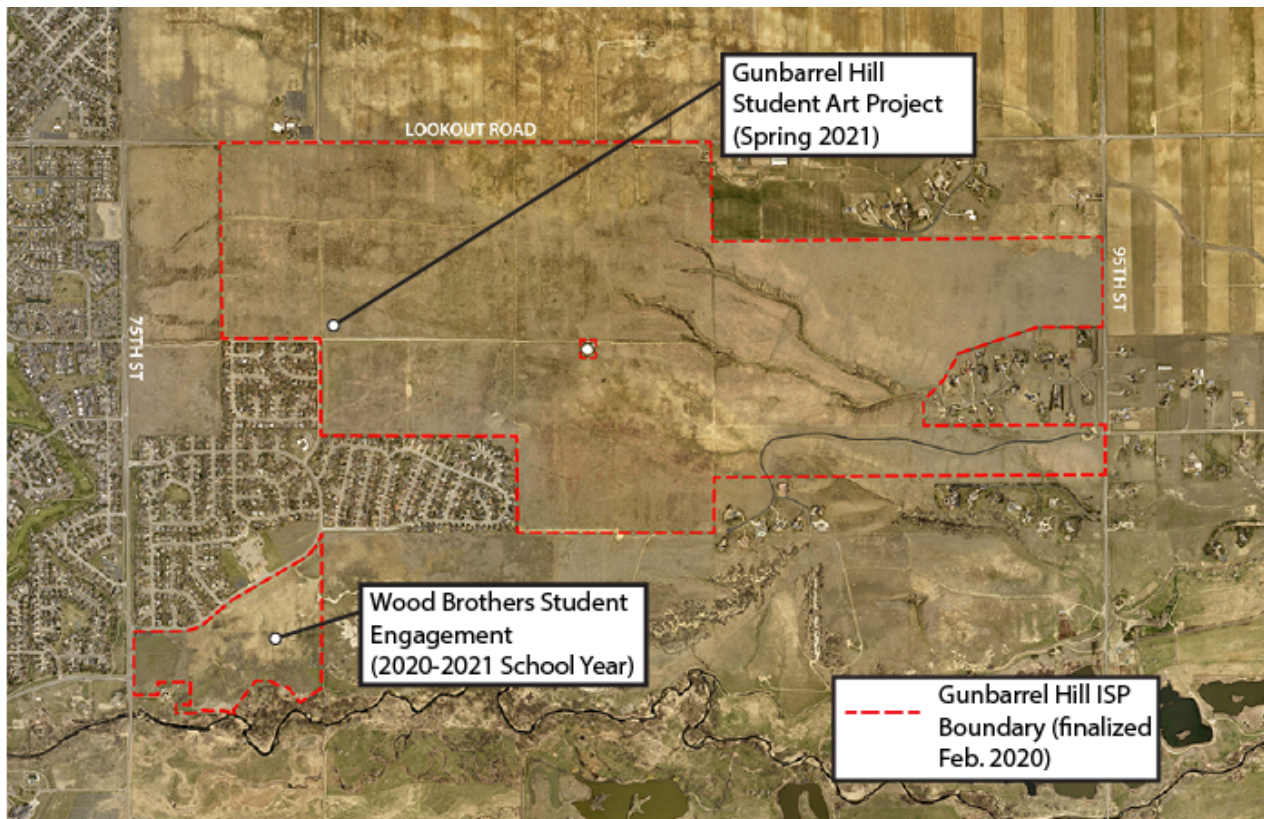 Gunbarrel Hill
Student Art Project
(Spring 2021)
LOOKOUT ROAD
95TH ST
75TH ST
Wood Brothers Student
Engagement
(2020-2021 School Year)
Gunbarrel Hill ISP
Boundary (finalized
Feb. 2020)